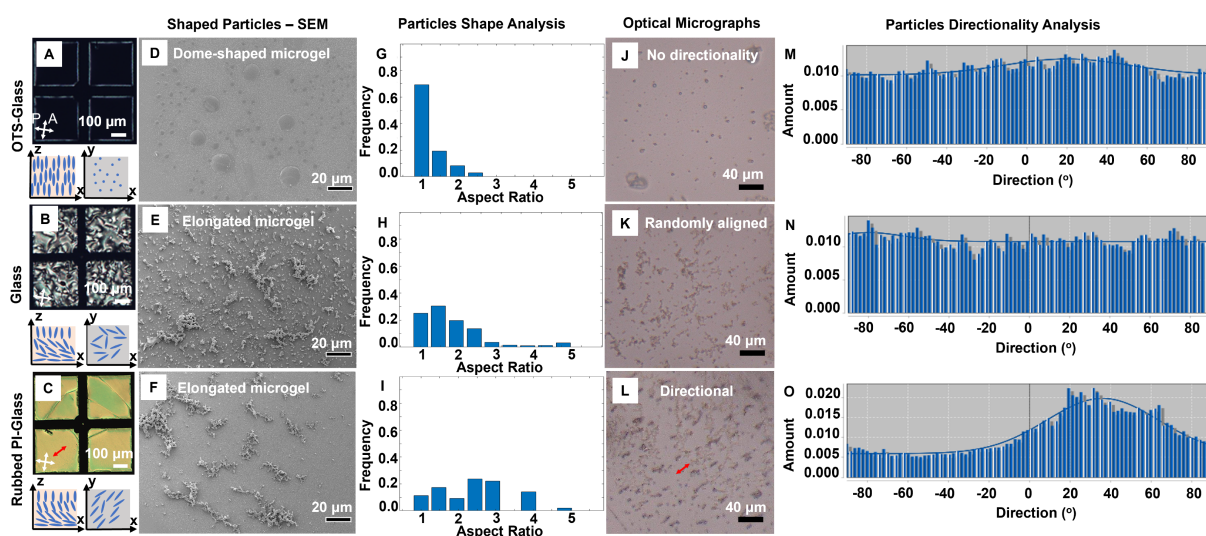 Shaped Particles – SEM
Particles Shape Analysis
Optical Micrographs
Particles Directionality Analysis
OTS-Glass
A
P A
100 µm
z
x
y
x
D
Dome-shaped microgel
20 µm
G
Frequency
0.8
0.6
0.4
0.2
0.0
1 2 3 4 5
Aspect Ratio
J
No directionality
40 µm
M
Amount
0.010
0.005
0.000
-80 -60 -40 -20 0 20 40 60 80
Direction (º)
Glass
B
100 µm
z
x
y
x
E
Elongated microgel
20 µm
H
Frequency
0.8
0.6
0.4
0.2
0.0
1 2 3 4 5
Aspect Ratio
K
Randomly aligned
40 µm
N
Amount
0.010
0.005
0.000
-80 -60 -40 -20 0 20 40 60 80
Direction (º)
Rubbed PI-Glass
C
100 µm
z
x
y
x
F
Elongated microgel
20 µm
I
Frequency
0.8
0.6
0.4
0.2
0.0
1 2 3 4 5
Aspect Ratio
L
Directional
40 µm
O
Amount
0.020
0.015
0.010
0.005
0.000
-80 -60 -40 -20 0 20 40 60 80
Direction (º)